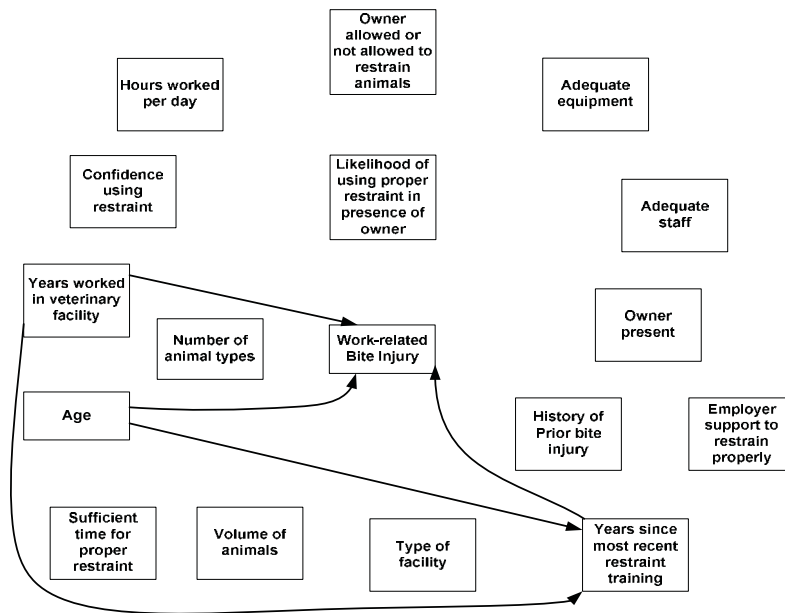 Owner
allowed or
not allowed to
restrain
animals
Hours worked
per day
Adequate
equipment
Confidence
using
restraint
Likelihood of
using proper
restraint in
presence of
owner
Adequate
staff
Years worked
in veterinary
facility
Number of
animal types
Work-related
Bite Injury
Owner
present
Age
History of
Prior bite
injury
Employer
support to
restrain
properly
Sufficient
time for
proper
restraint
Volume of
animals
Type of
facility
Years since
most recent
restraint
training